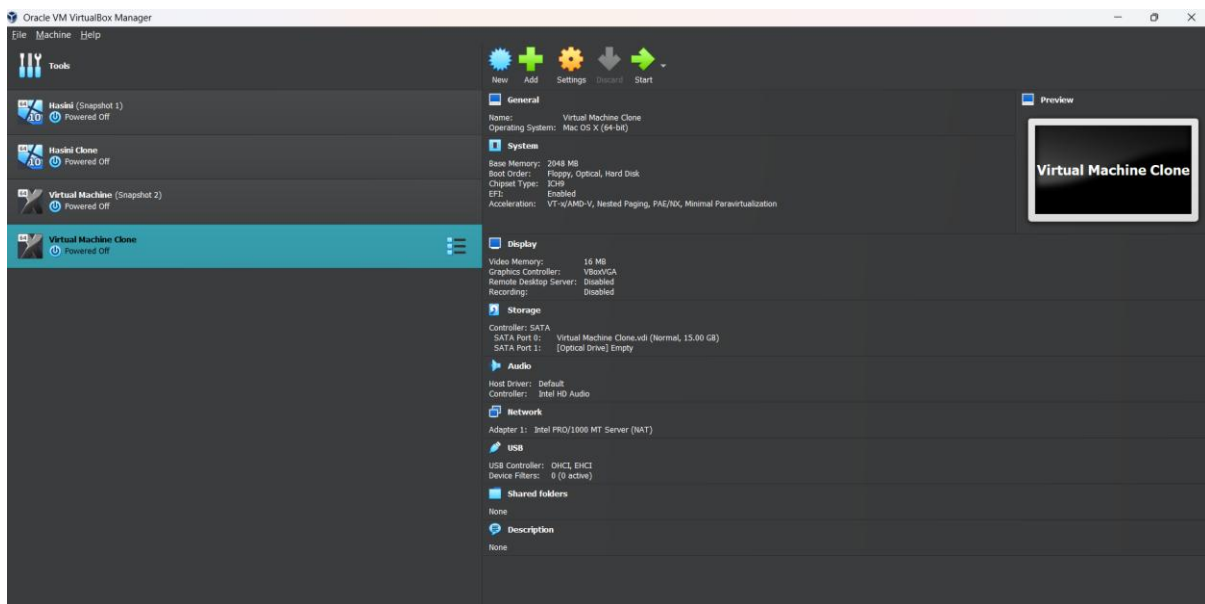 Oracle VM VirtualBox Manager
File Machine Help
Tools
New Add Settings Discard Start
Hasini (Snapshot 1)
Powered Off
Hasini Clone
Powered Off
Virtual Machine (Snapshot 2)
Powered Off
Virtual Machine Clone
Powered Off
General
Name: Virtual Machine Clone
Operating System: Mac OS X (64-bit)
System
Base Memory: 2048 MB
Boot Order: Floppy, Optical, Hard Disk
Chipset Type: ICH9
EFI: Enabled
Acceleration: VT-x/AMD-V, Nested Paging, PAE/NX, Minimal Paravirtualization
Preview
Virtual Machine Clone
Display
Video Memory: 16 MB
Graphics Controller: VBoxVGA
Remote Desktop Server: Disabled
Recording: Disabled
Storage
Controller: SATA
SATA Port 0: Virtual Machine Clone.vdi (Normal, 15.00 GB)
SATA Port 1: [Optical Drive] Empty
Audio
Host Driver: Default
Controller: Intel HD Audio
Network
Adapter 1: Intel PRO/1000 MT Server (NAT)
USB
USB Controller: OHCI, EHCI
Device Filters: 0 (0 active)
Shared folders
None
Description
None